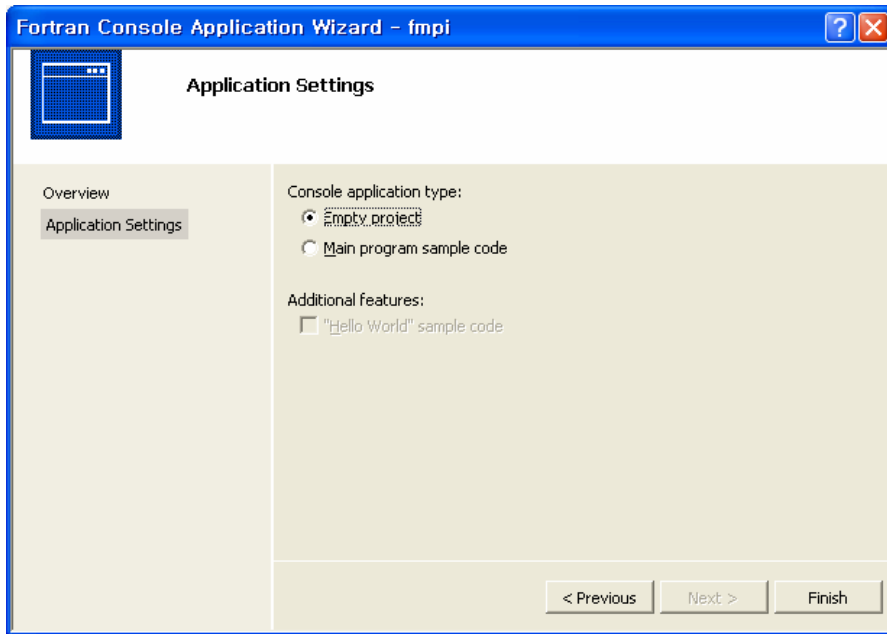 Fortran Console Application Wizard - fmpi
Application Settings
Overview
Application Settings
Console application type:
Empty project
Main program sample code
Additional features:
"Hello World" sample code
< Previous
Next >
Finish